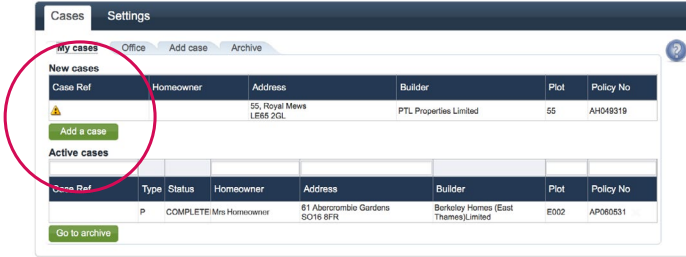 Cases Settings
My cases Office Add case Archive
New cases
Case Ref Homeowner Address Builder Plot Policy No
55, Royal Mews
LE65 2GL
PTL Properties Limited 55 AH049319
Add a case
Active cases
Case Ref Type Status Homeowner Address Builder Plot Policy No
P COMPLETE Mrs Homeowner
61 Abercrombie Gardens
SO16 8FR
Berkeley Homes (East
Thames)Limited
E002 AP060531
Go to archive